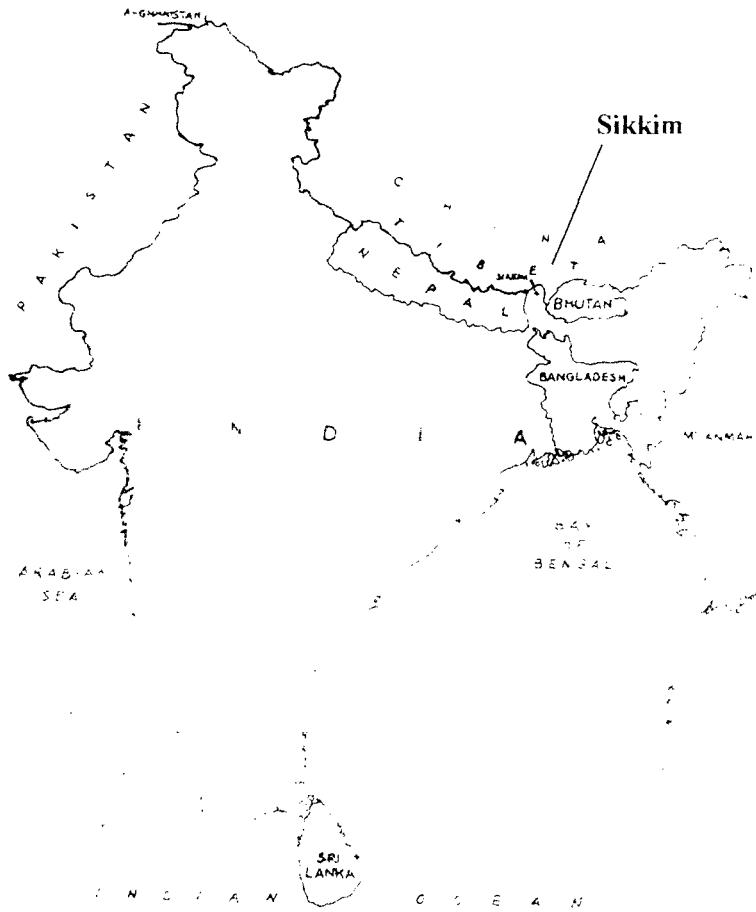 AFGHANISTAN
Sikkim
PAKISTAN
CHINA
TIBET
NEPAL
SIKKIM
BHUTAN
BANGLADESH
INDIA
MYANMAR
ARABIAN
SEA
BAY
OF
BENGAL
SRI
LANKA
INDIAN OCEAN